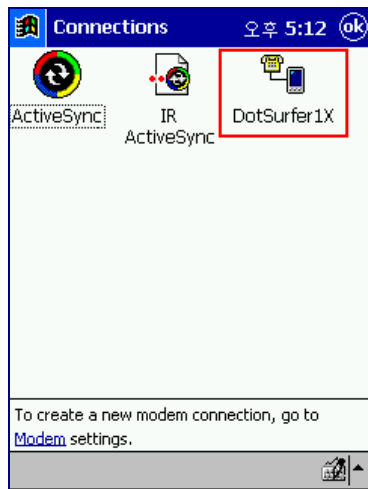 Connections 오후 5:12 ok
ActiveSync IR ActiveSync DotSurfer1X
To create a new modem connection, go to
Modem settings.